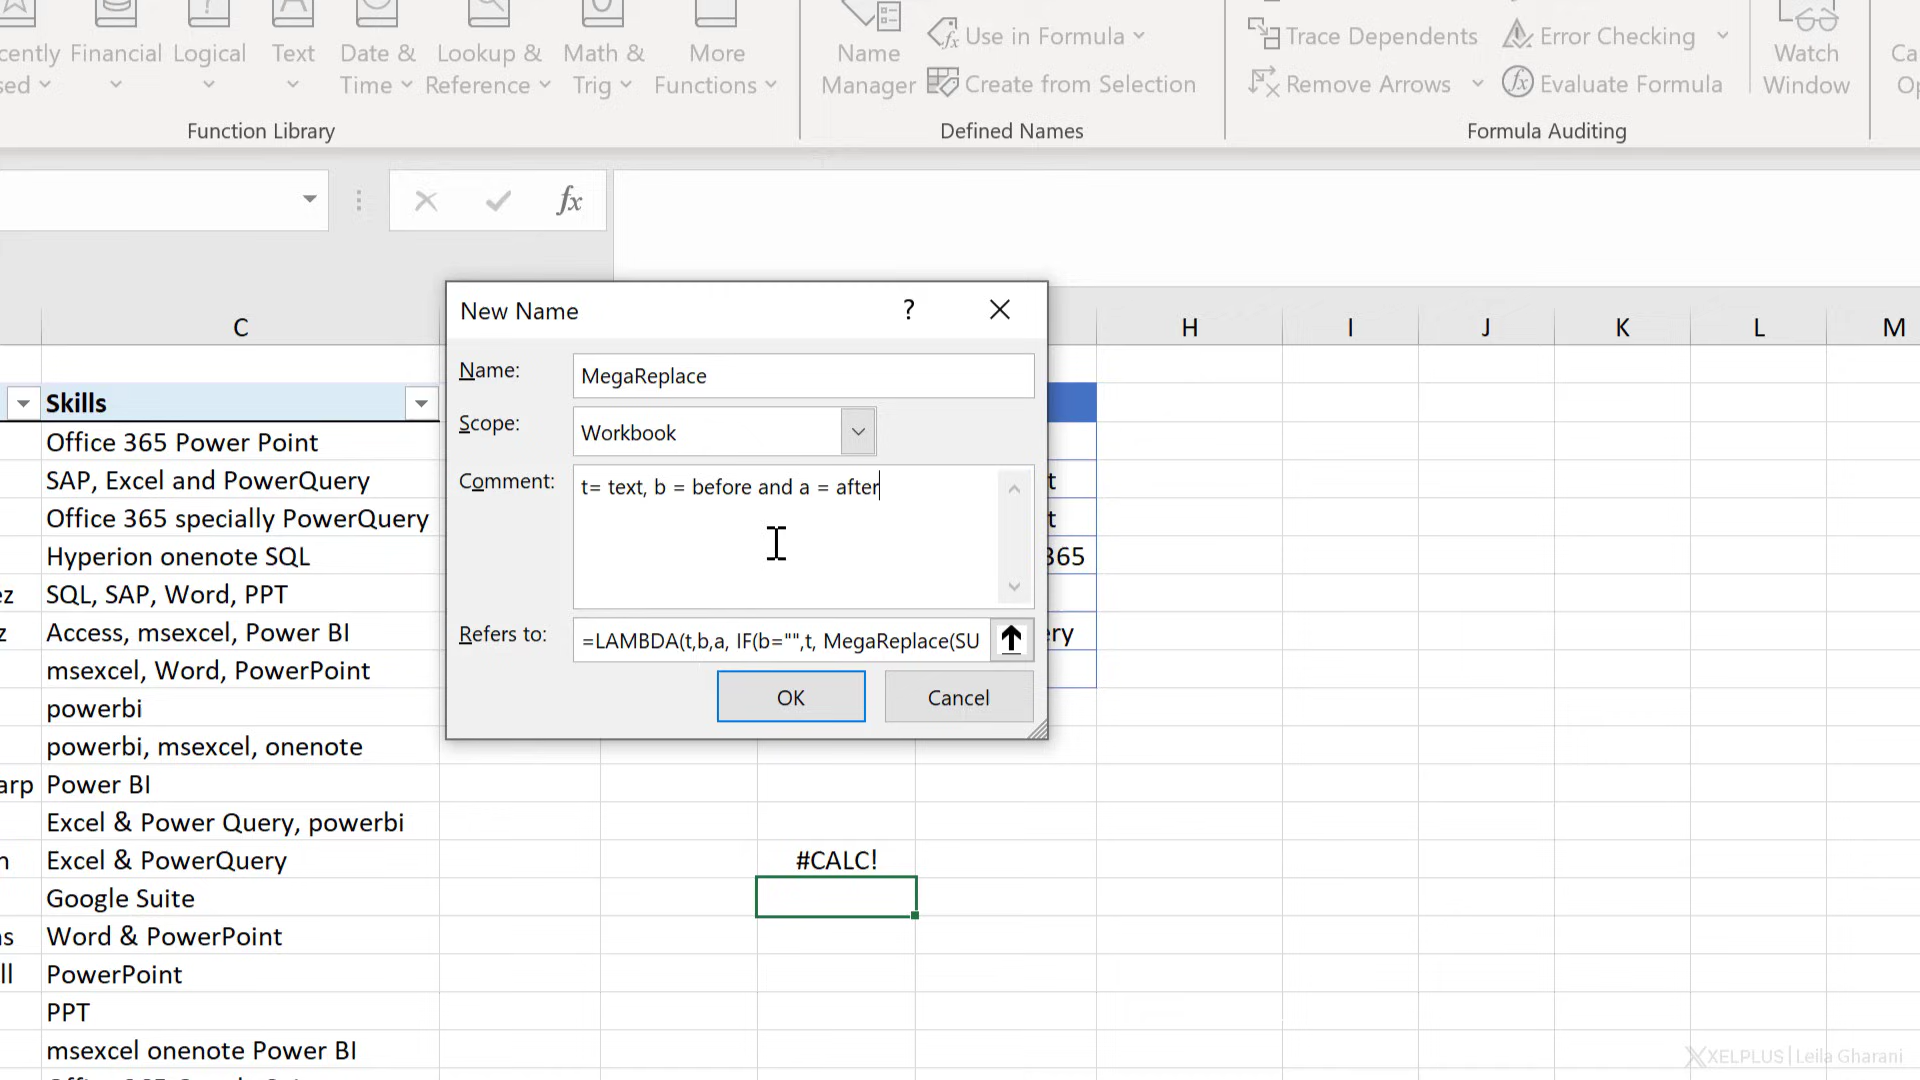 Financial
Logical
Text
Date & Time
Lookup & Reference
Math & Trig
More Functions
Name Manager
Use in Formula
Create from Selection
Trace Dependents
Remove Arrows
Error Checking
Evaluate Formula
Watch Window
Function Library
Defined Names
Formula Auditing
fx
C
H
I
J
K
L
M
New Name
?
Name:
MegaReplace
Scope:
Workbook
Comment:
t= text, b = before and a = after
Refers to:
=LAMBDA(t,b,a, IF(b="",t, MegaReplace(SU
OK
Cancel
Skills
Office 365 Power Point
SAP, Excel and PowerQuery
Office 365 specially PowerQuery
Hyperion onenote SQL
SQL, SAP, Word, PPT
Access, msexcel, Power BI
msexcel, Word, PowerPoint
powerbi
powerbi, msexcel, onenote
Power BI
Excel & Power Query, powerbi
Excel & PowerQuery
Google Suite
Word & PowerPoint
PowerPoint
PPT
msexcel onenote Power BI
365
#CALC!
XELPLUS | Leila Gharani